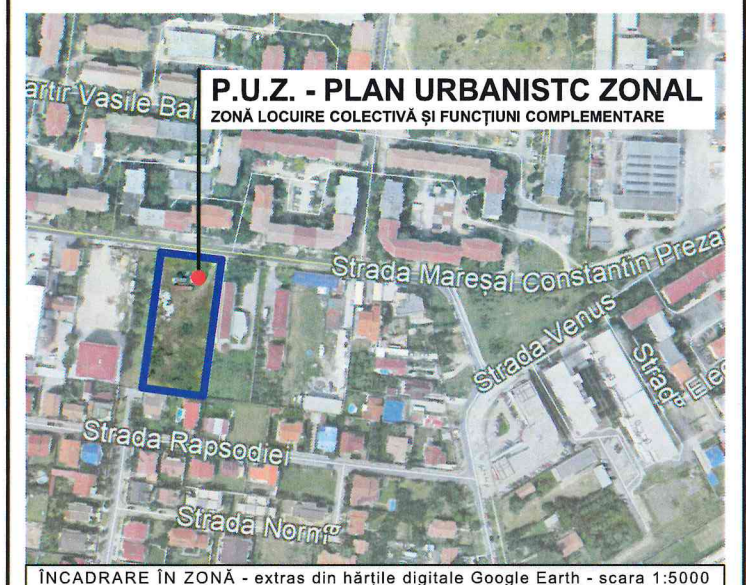 P.U.Z. - PLAN URBANISTC ZONAL
ZONĂ LOCUIRE COLECTIVĂ ȘI FUNCȚIUNI COMPLEMENTARE
artir Vasile Bal
Strada Mareșal Constantin Preza
Strada Venus
Strada Ele
Strada Rapsodiei
Strada Norma
ÎNCADRARE ÎN ZONĂ - extras din hărțile digitale Google Earth - scara 1:5000